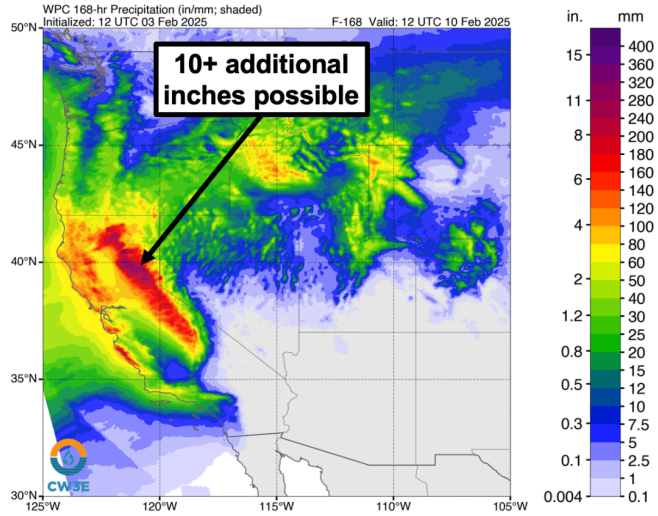 WPC 168-hr Precipitation (in/mm; shaded)
Initialized: 12 UTC 03 Feb 2025 F-168 Valid: 12 UTC 10 Feb 2025
in. mm
50°N
10+ additional
inches possible
45°N
40°N
35°N
30°N
125°W 120°W 115°W 110°W 105°W
CW3E
400
15 360
320
11 280
240
8 200
180
6 160
140
4 120
100
80
2 60
50
40
1.2 30
25
0.8 20
15
0.5 12
10
0.3 7.5
5
0.1 2.5
1
0.004 0.1